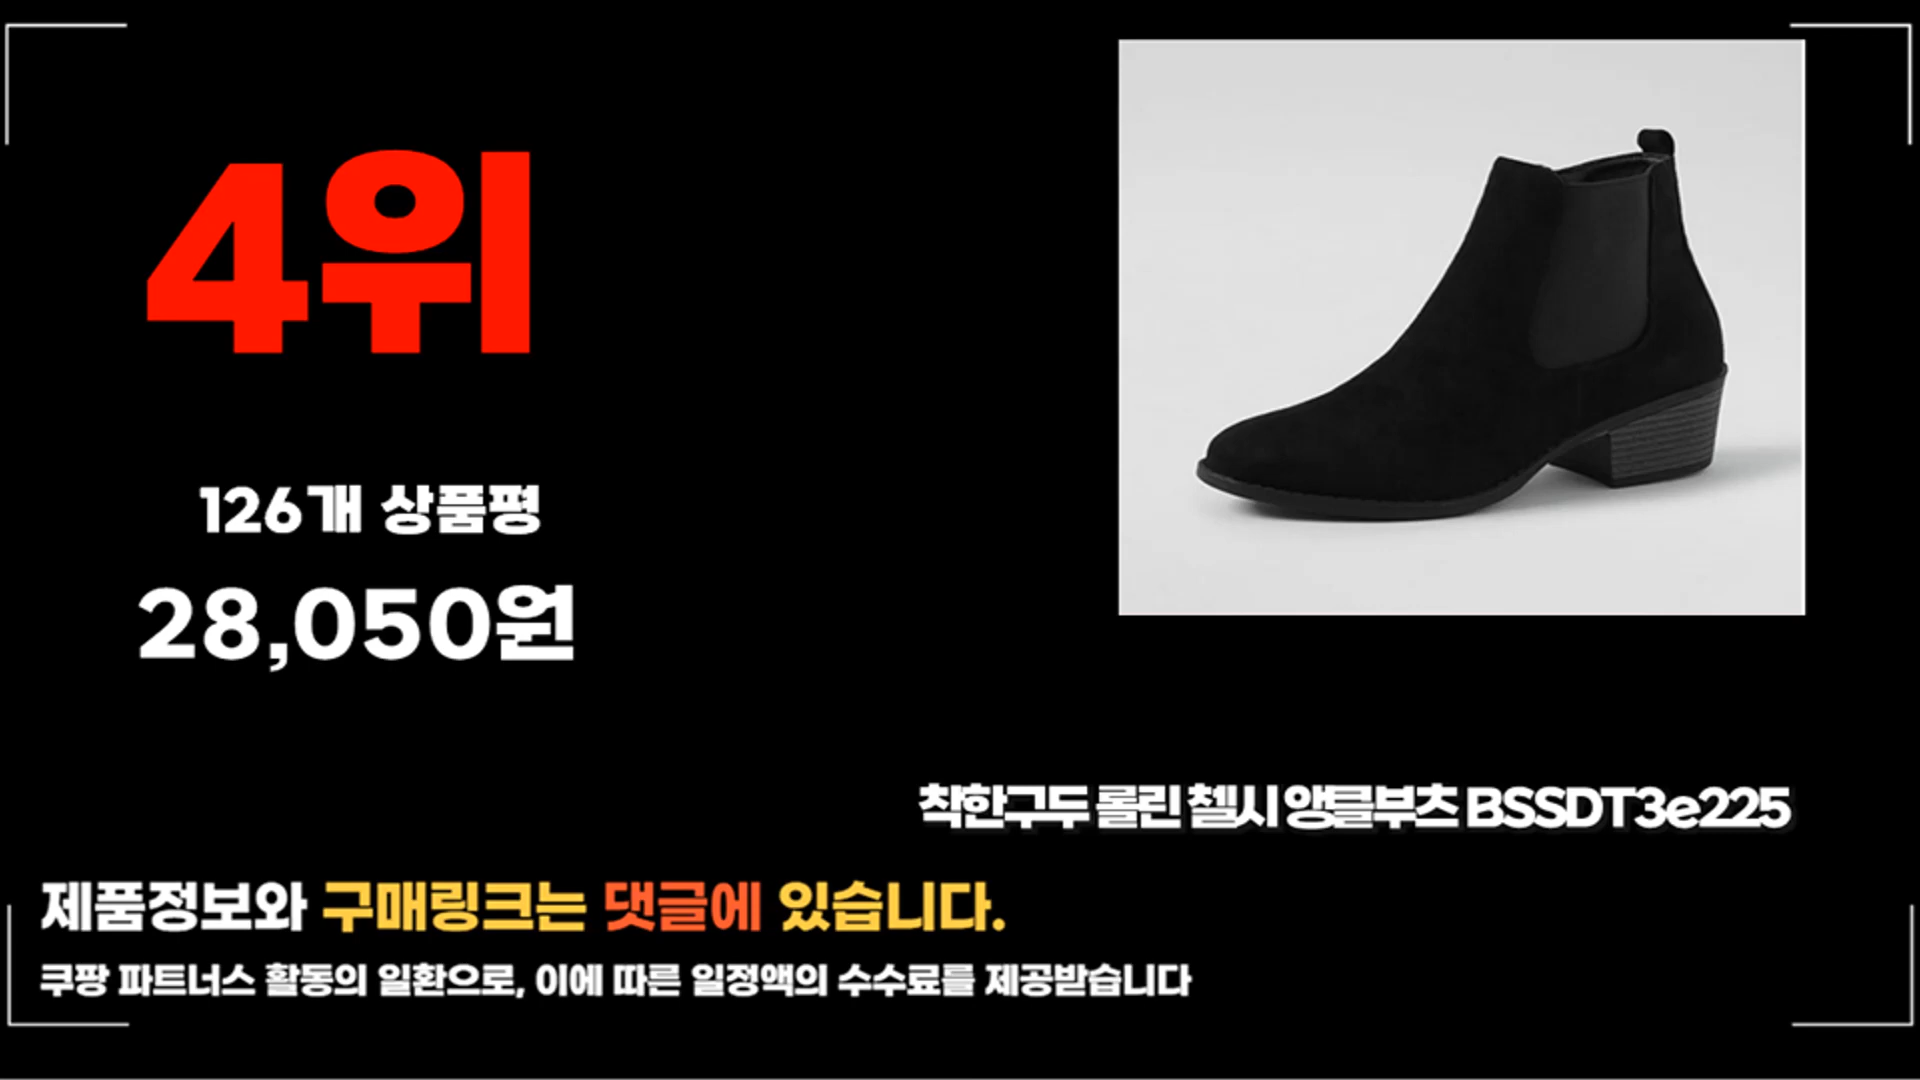 4위
126개 상품평
28,050원
착한구두 롤린 첼시 앵클부츠 BSSDT3e225
제품정보와 구매링크는 댓글에 있습니다.
쿠팡 파트너스 활동의 일환으로, 이에 따른 일정액의 수수료를 제공받습니다